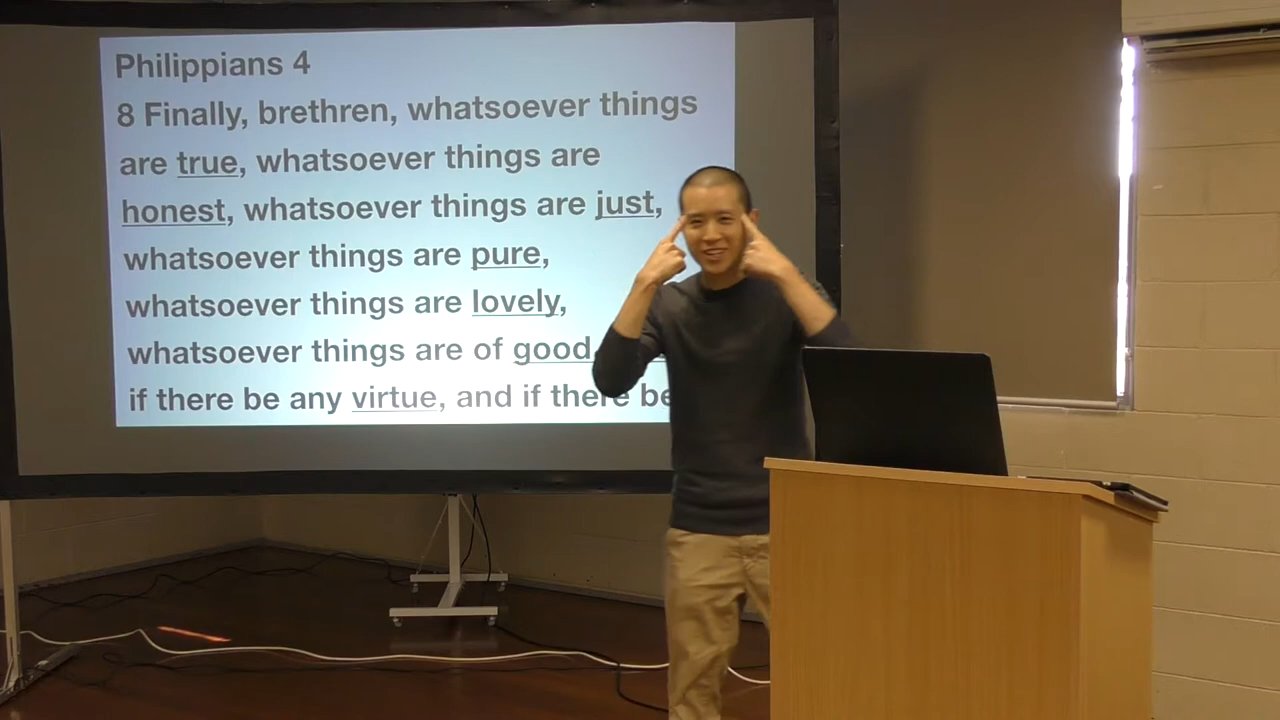 Philippians 4
8 Finally, brethren, whatsoever things
are true, whatsoever things are
honest, whatsoever things are just,
whatsoever things are pure,
whatsoever things are lovely,
whatsoever things are of good
if there be any virtue, and if there be